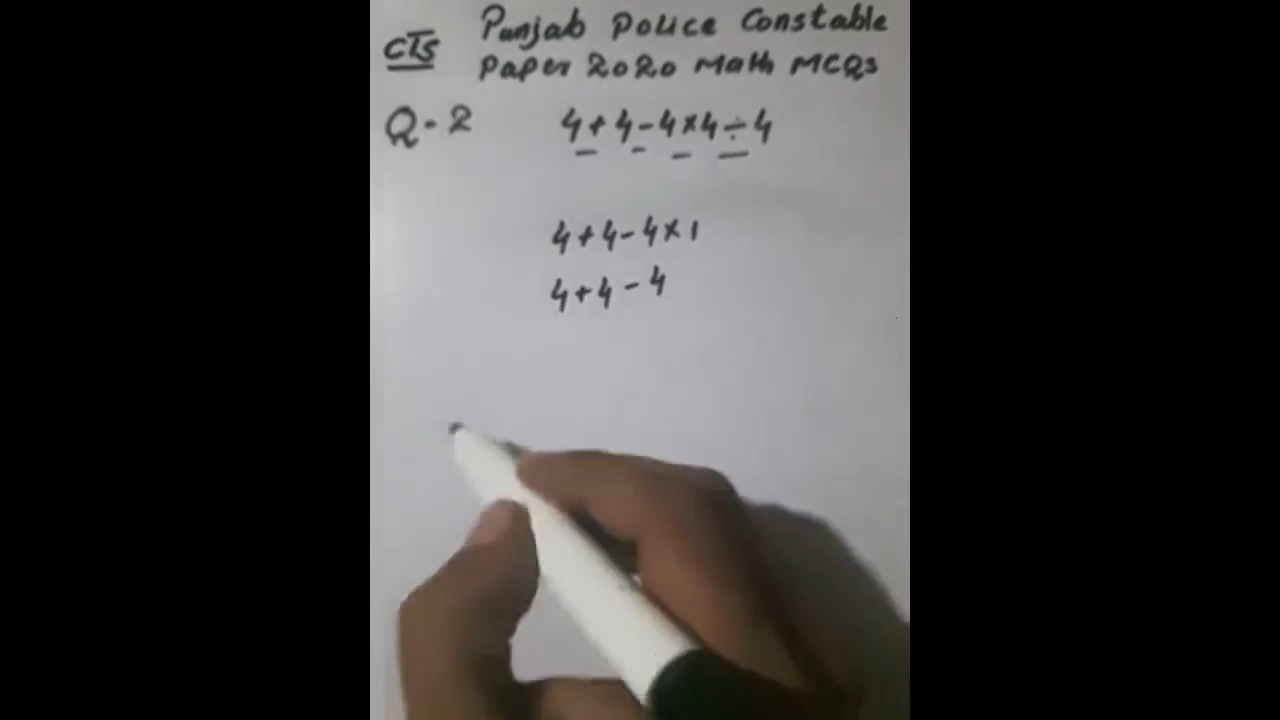 CTS Punjab Police Constable
Paper 2020 Math MCQs
Q-2 4+4-4×4÷4
4+4-4×1
4+4-4